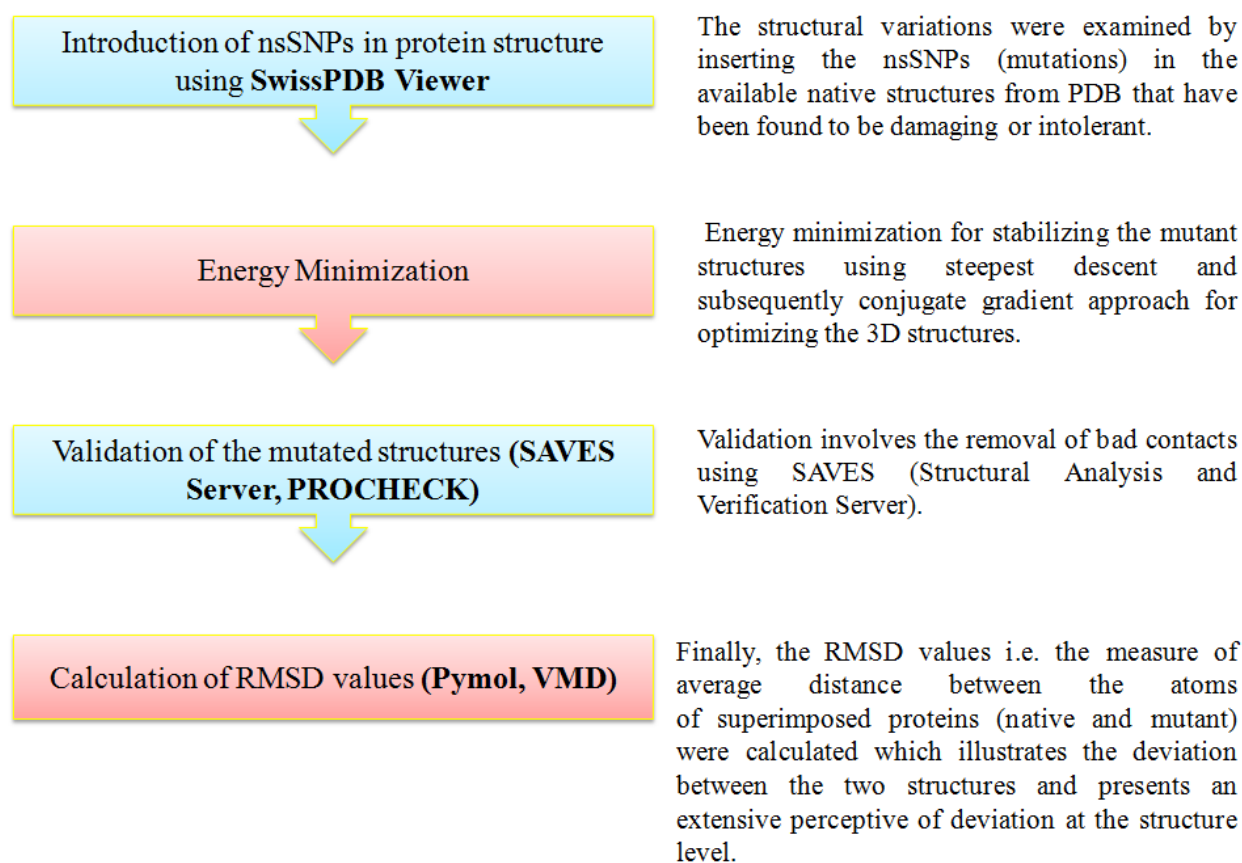 Introduction of nsSNPs in protein structure
using SwissPDB Viewer
The structural variations were examined by
inserting the nsSNPs (mutations) in the
available native structures from PDB that have
been found to be damaging or intolerant.
Energy Minimization
Energy minimization for stabilizing the mutant
structures using steepest descent and
subsequently conjugate gradient approach for
optimizing the 3D structures.
Validation of the mutated structures (SAVES
Server, PROCHECK)
Validation involves the removal of bad contacts
using SAVES (Structural Analysis and
Verification Server).
Calculation of RMSD values (Pymol, VMD)
Finally, the RMSD values i.e. the measure of
average distance between the atoms
of superimposed proteins (native and mutant)
were calculated which illustrates the deviation
between the two structures and presents an
extensive perceptive of deviation at the structure
level.